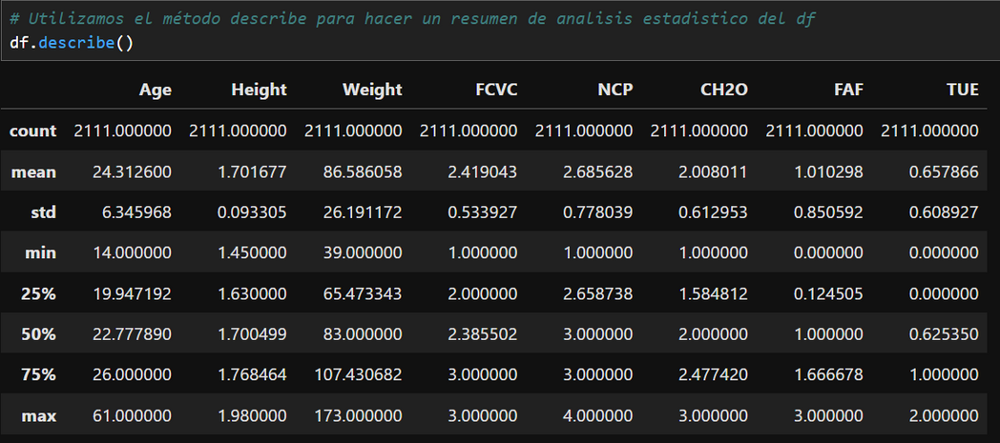 # Utilizamos el método describe para hacer un resumen de analisis estadistico del df
df.describe()
Age Height Weight FCVC NCP CH2O FAF TUE
count 2111.000000 2111.000000 2111.000000 2111.000000 2111.000000 2111.000000 2111.000000 2111.000000
mean 24.312600 1.701677 86.586058 2.419043 2.685628 2.008011 1.010298 0.657866
std 6.345968 0.093305 26.191172 0.533927 0.778039 0.612953 0.850592 0.608927
min 14.000000 1.450000 39.000000 1.000000 1.000000 1.000000 0.000000 0.000000
25% 19.947192 1.630000 65.473343 2.000000 2.658738 1.584812 0.124505 0.000000
50% 22.777890 1.700499 83.000000 2.385502 3.000000 2.000000 1.000000 0.625350
75% 26.000000 1.768464 107.430682 3.000000 3.000000 2.477420 1.666678 1.000000
max 61.000000 1.980000 173.000000 3.000000 4.000000 3.000000 3.000000 2.000000